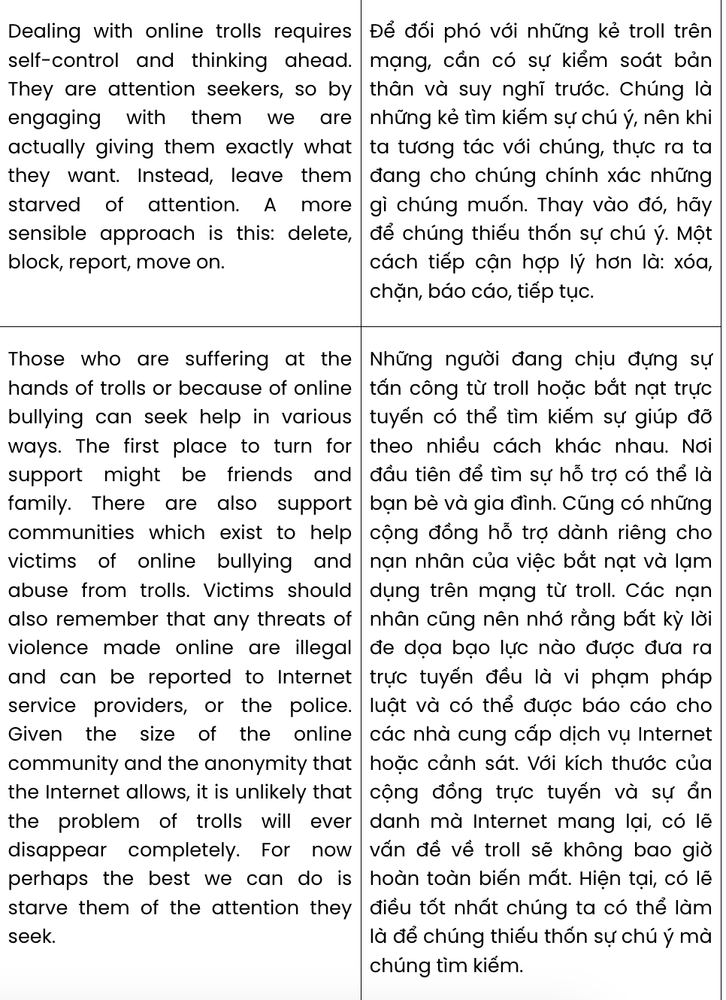 Dealing with online trolls requires
self-control and thinking ahead.
They are attention seekers, so by
engaging with them we are
actually giving them exactly what
they want. Instead, leave them
starved of attention. A more
sensible approach is this: delete,
block, report, move on.
Để đối phó với những kẻ troll trên
mạng, cần có sự kiểm soát bản
thân và suy nghĩ trước. Chúng là
những kẻ tìm kiếm sự chú ý, nên khi
ta tương tác với chúng, thực ra ta
đang cho chúng chính xác những
gì chúng muốn. Thay vào đó, hãy
để chúng thiếu thốn sự chú ý. Một
cách tiếp cận hợp lý hơn là: xóa,
chặn, báo cáo, tiếp tục.
Those who are suffering at the
hands of trolls or because of online
bullying can seek help in various
ways. The first place to turn for
support might be friends and
family. There are also support
communities which exist to help
victims of online bullying and
abuse from trolls. Victims should
also remember that any threats of
violence made online are illegal
and can be reported to Internet
service providers, or the police.
Given the size of the online
community and the anonymity that
the Internet allows, it is unlikely that
the problem of trolls will ever
disappear completely. For now
perhaps the best we can do is
starve them of the attention they
seek.
Những người đang chịu đựng sự
tấn công từ troll hoặc bắt nạt trực
tuyến có thể tìm kiếm sự giúp đỡ
theo nhiều cách khác nhau. Nơi
đầu tiên để tìm sự hỗ trợ có thể là
bạn bè và gia đình. Cũng có những
cộng đồng hỗ trợ dành riêng cho
nạn nhân của việc bắt nạt và lạm
dụng trên mạng từ troll. Các nạn
nhân cũng nên nhớ rằng bất kỳ lời
đe dọa bạo lực nào được đưa ra
trực tuyến đều là vi phạm pháp
luật và có thể được báo cáo cho
các nhà cung cấp dịch vụ Internet
hoặc cảnh sát. Với kích thước của
cộng đồng trực tuyến và sự ẩn
danh mà Internet mang lại, có lẽ
vấn đề về troll sẽ không bao giờ
hoàn toàn biến mất. Hiện tại, có lẽ
điều tốt nhất chúng ta có thể làm
là để chúng thiếu thốn sự chú ý mà
chúng tìm kiếm.